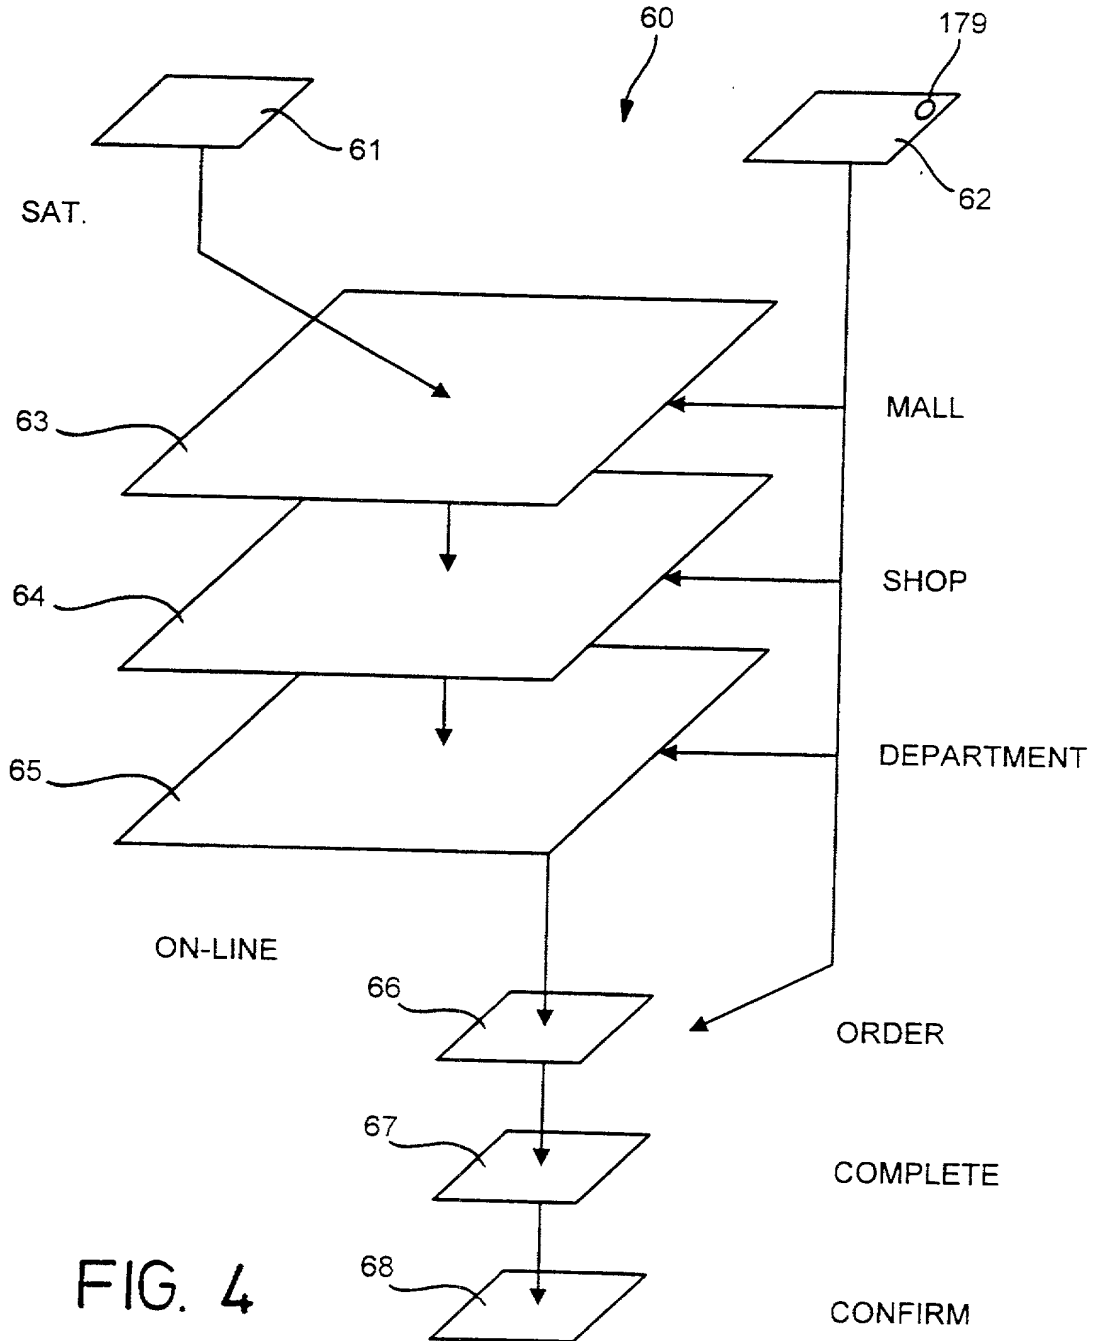 60
179
61
62
SAT.
63
MALL
64
SHOP
65
DEPARTMENT
ON-LINE
66
ORDER
67
COMPLETE
68
CONFIRM
FIG. 4